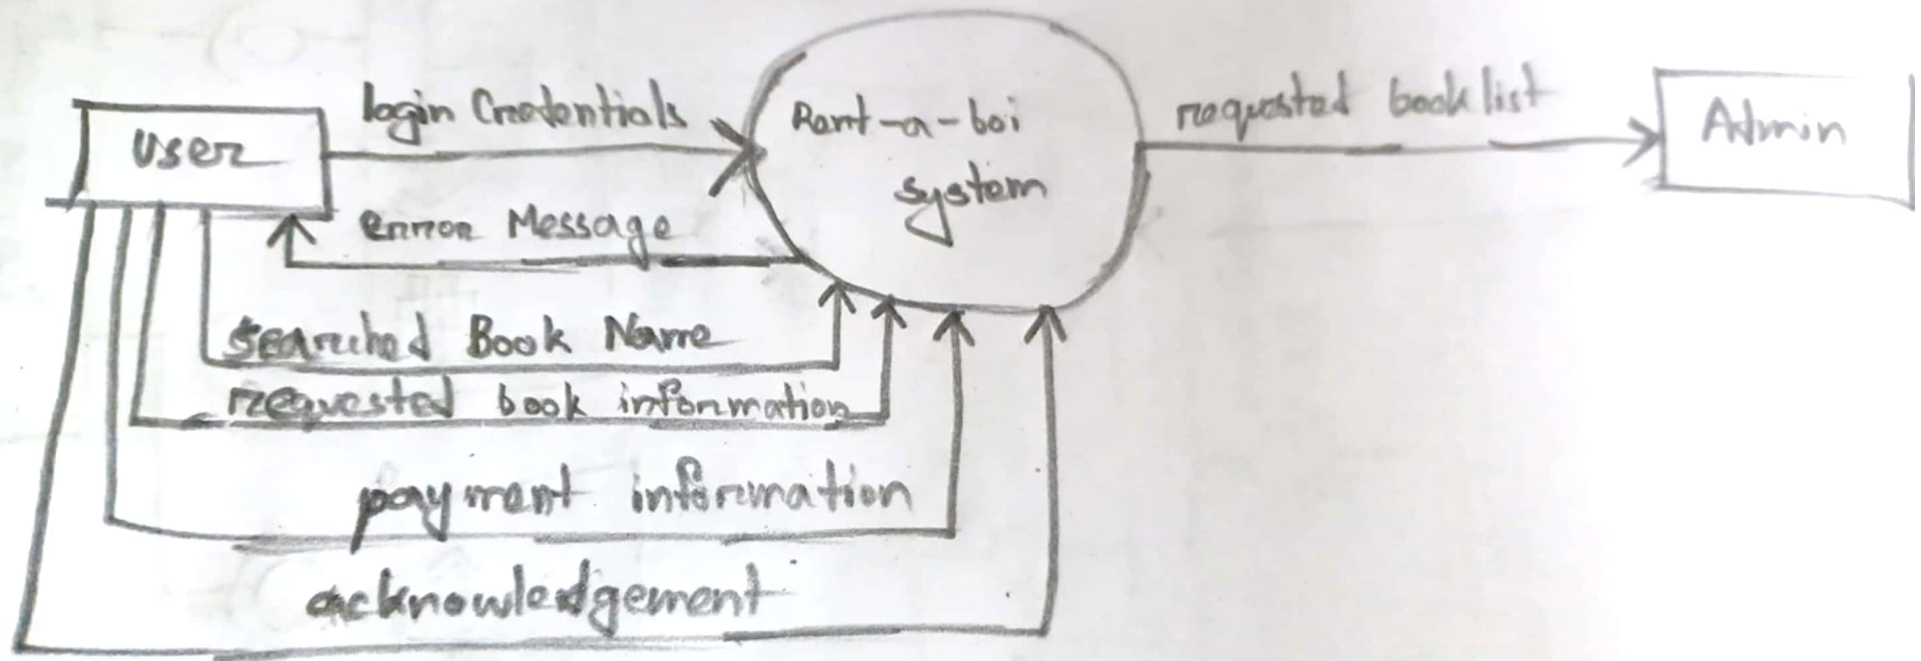 User
login Credentials
Rent-a-boi
system
requested book list
Admin
error Message
searched Book Name
requested book information
payment information
acknowledgement